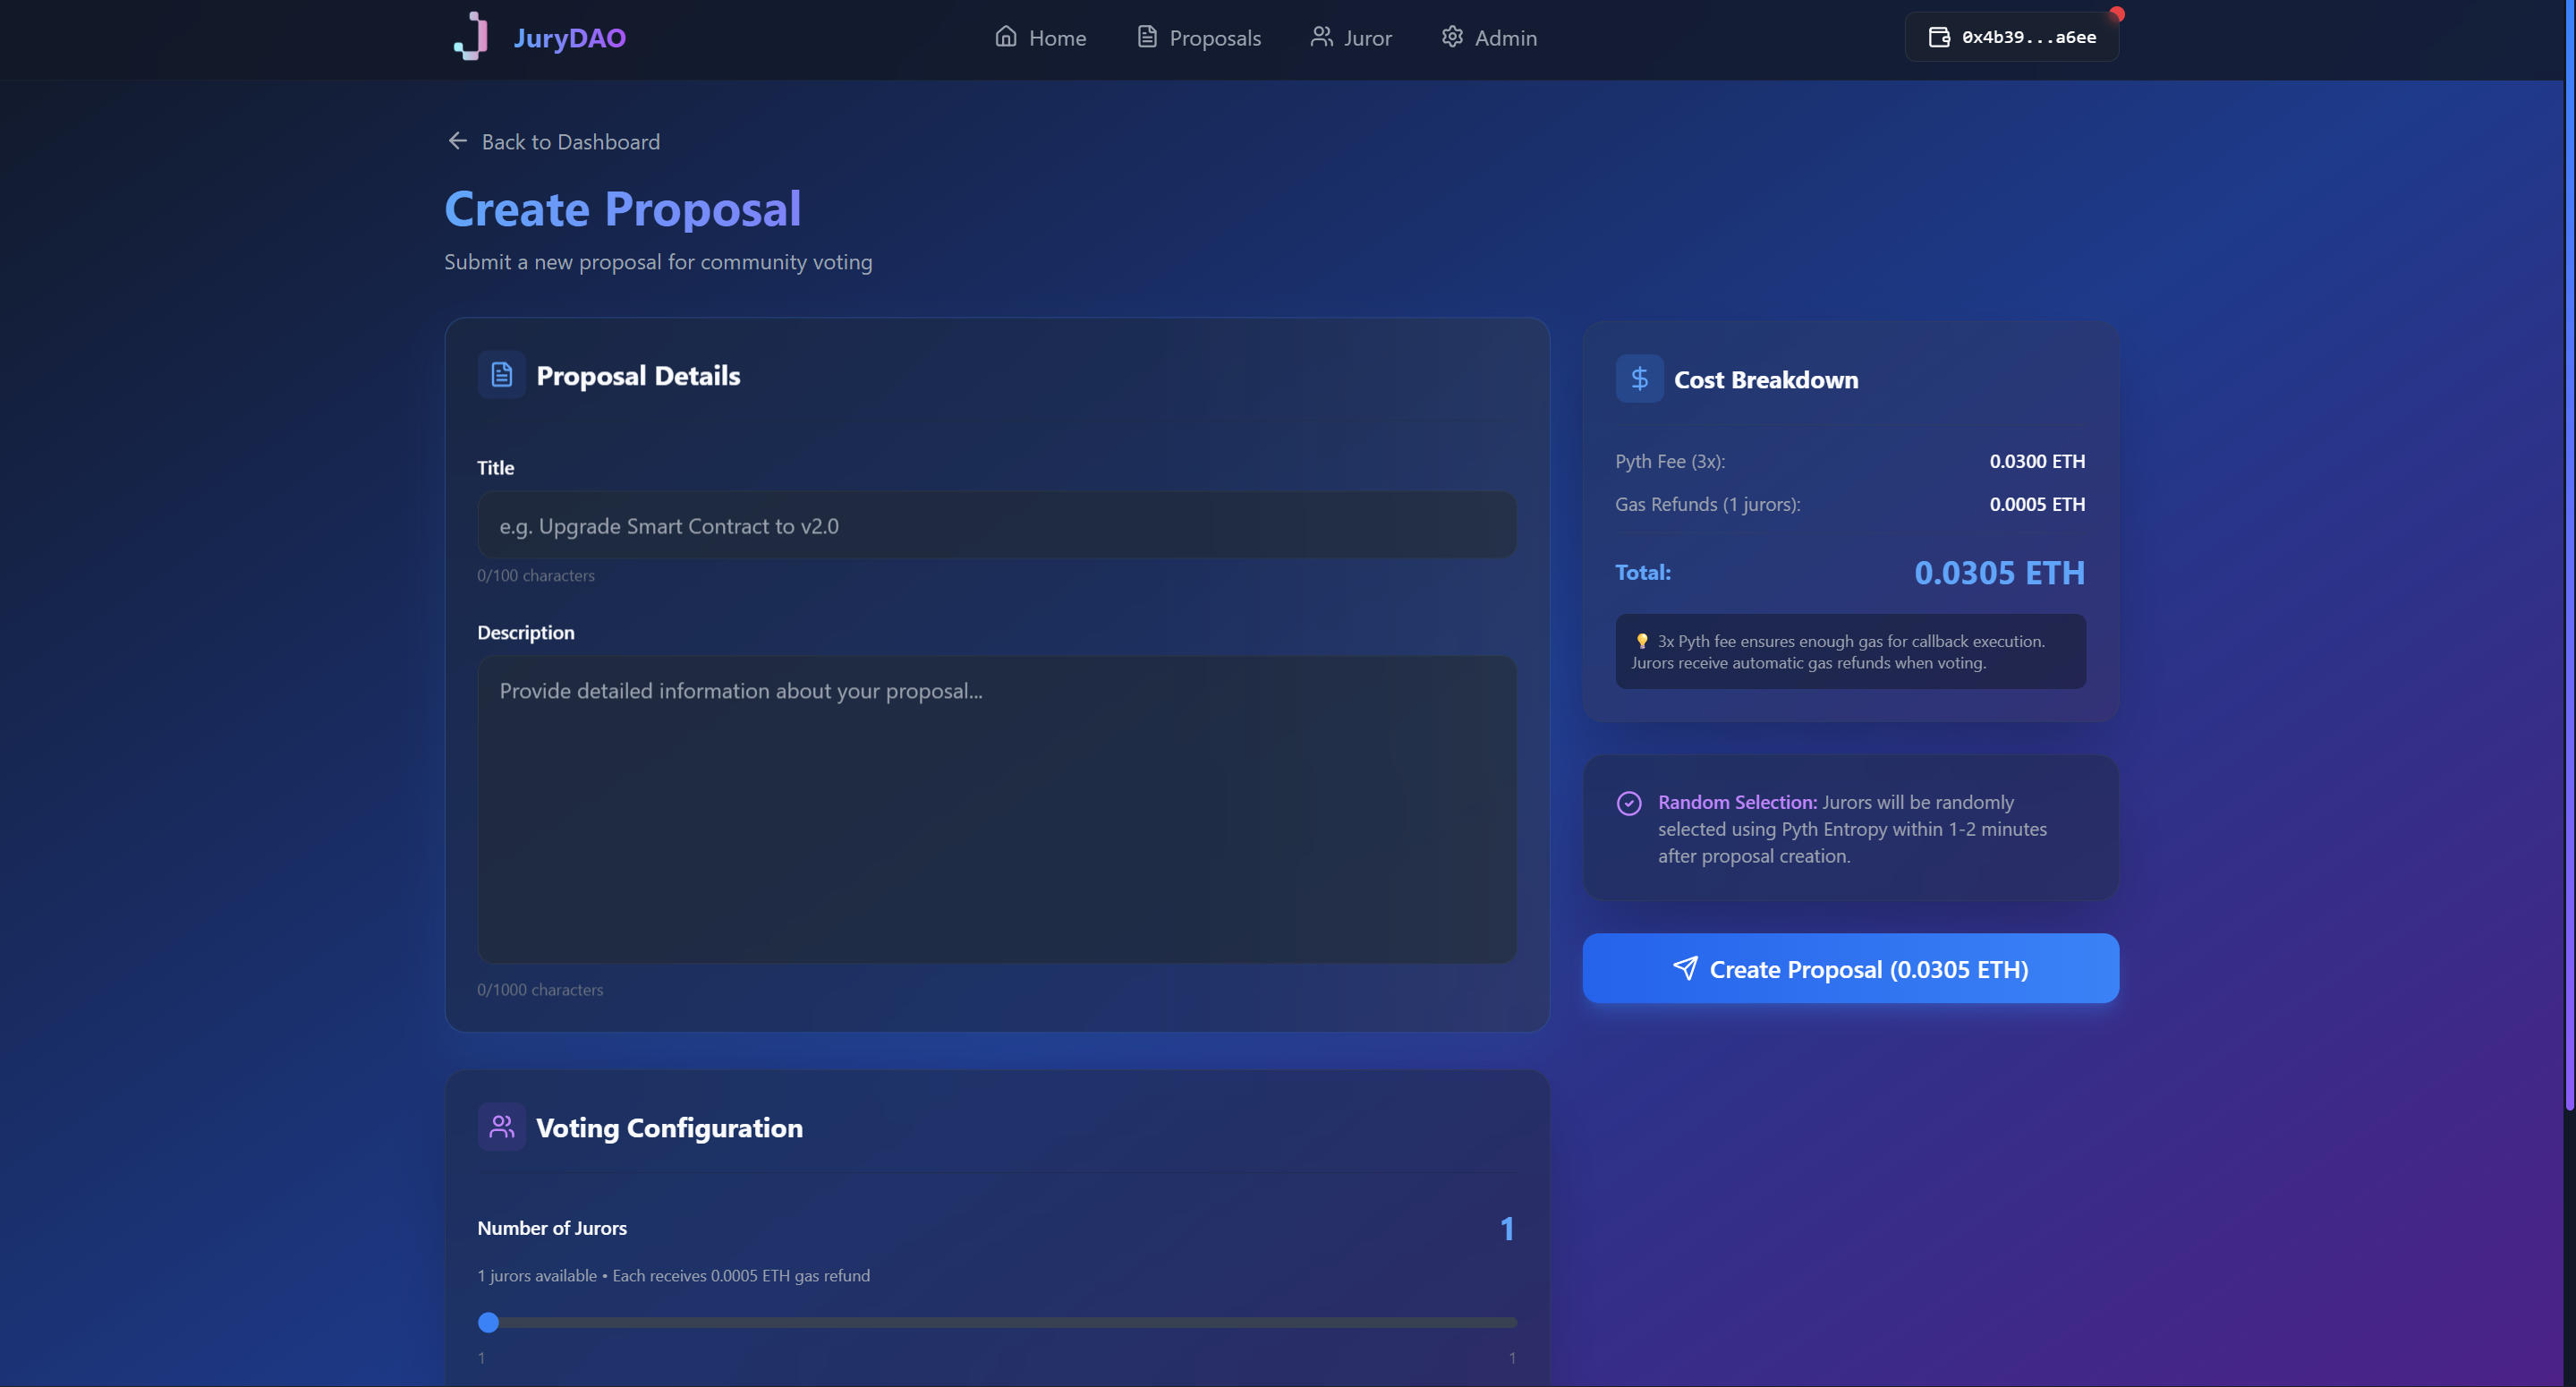 JuryDAO
Home
Proposals
Juror
Admin
0x4b39...a6ee
Back to Dashboard
Create Proposal
Submit a new proposal for community voting
Proposal Details
Title
e.g. Upgrade Smart Contract to v2.0
0/100 characters
Description
Provide detailed information about your proposal...
0/1000 characters
Voting Configuration
Number of Jurors
1
1 jurors available • Each receives 0.0005 ETH gas refund
1
1
Cost Breakdown
Pyth Fee (3x):
0.0300 ETH
Gas Refunds (1 jurors):
0.0005 ETH
Total:
0.0305 ETH
💡 3x Pyth fee ensures enough gas for callback execution.
Jurors receive automatic gas refunds when voting.
Random Selection: Jurors will be randomly
selected using Pyth Entropy within 1-2 minutes
after proposal creation.
Create Proposal (0.0305 ETH)